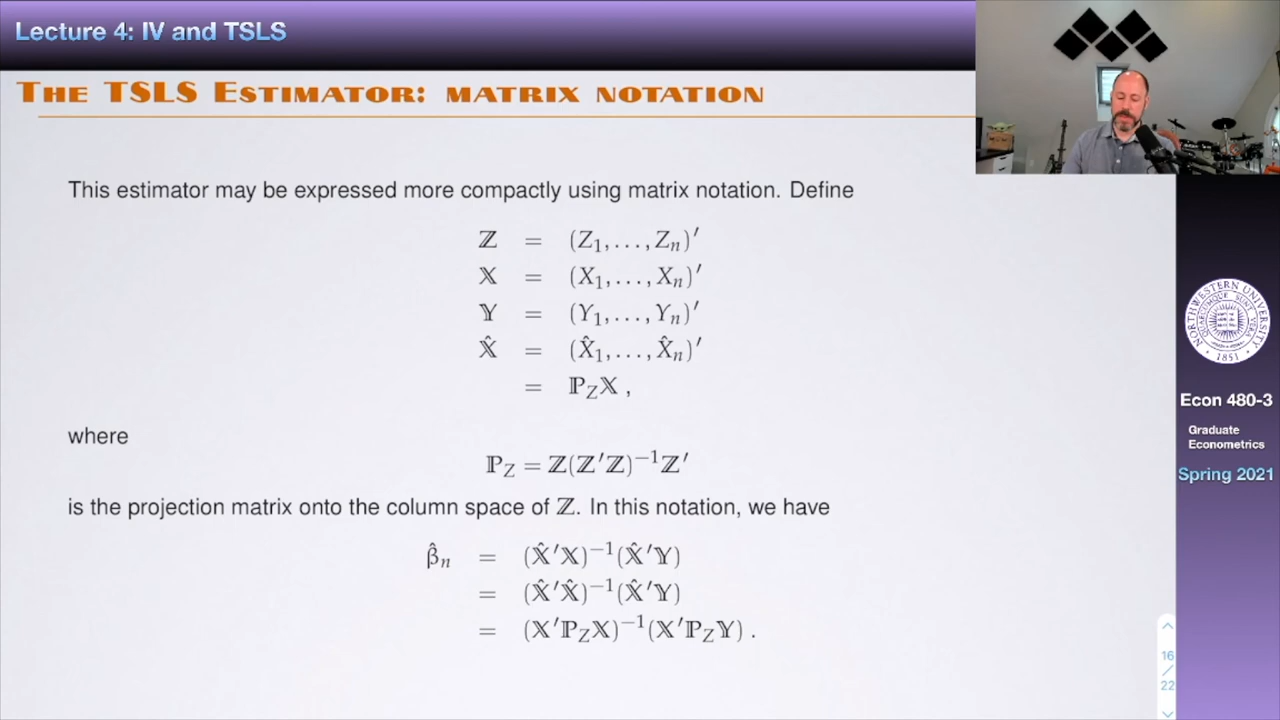 Lecture 4: IV and TSLS
THE TSLS ESTIMATOR: MATRIX NOTATION
This estimator may be expressed more compactly using matrix notation. Define
ℤ = (Z₁, . . . , Zₙ)′
𝕏 = (X₁, . . . , Xₙ)′
𝕐 = (Y₁, . . . , Yₙ)′
𝕏̂ = (X̂₁, . . . , X̂ₙ)′
= ℙ_Z𝕏 ,
where
ℙ_Z = ℤ(ℤ′ℤ)⁻¹ℤ′
is the projection matrix onto the column space of ℤ. In this notation, we have
β̂ₙ = (𝕏̂′𝕏)⁻¹(𝕏̂′𝕐)
= (𝕏̂′𝕏̂)⁻¹(𝕏̂′𝕐)
= (𝕏′ℙ_Z𝕏)⁻¹(𝕏′ℙ_Z𝕐) .
NORTHWESTERN UNIVERSITY
1851
Econ 480-3
Graduate
Econometrics
Spring 2021
16
/
22